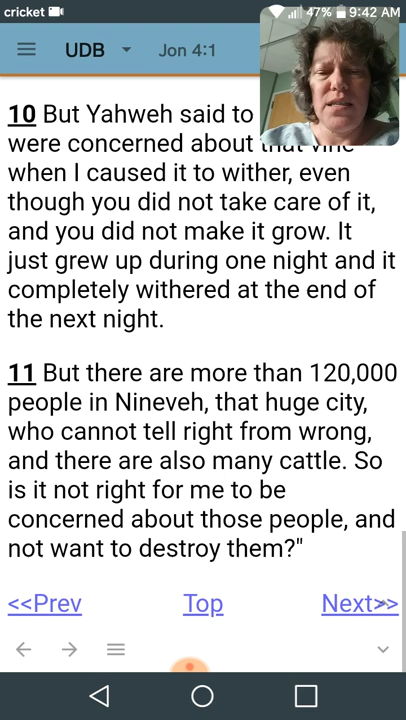 cricket 47% 9:42 AM
UDB Jon 4:1
10 But Yahweh said to
were concerned about that vine
when I caused it to wither, even
though you did not take care of it,
and you did not make it grow. It
just grew up during one night and it
completely withered at the end of
the next night.
11 But there are more than 120,000
people in Nineveh, that huge city,
who cannot tell right from wrong,
and there are also many cattle. So
is it not right for me to be
concerned about those people, and
not want to destroy them?"
<<Prev Top Next>>